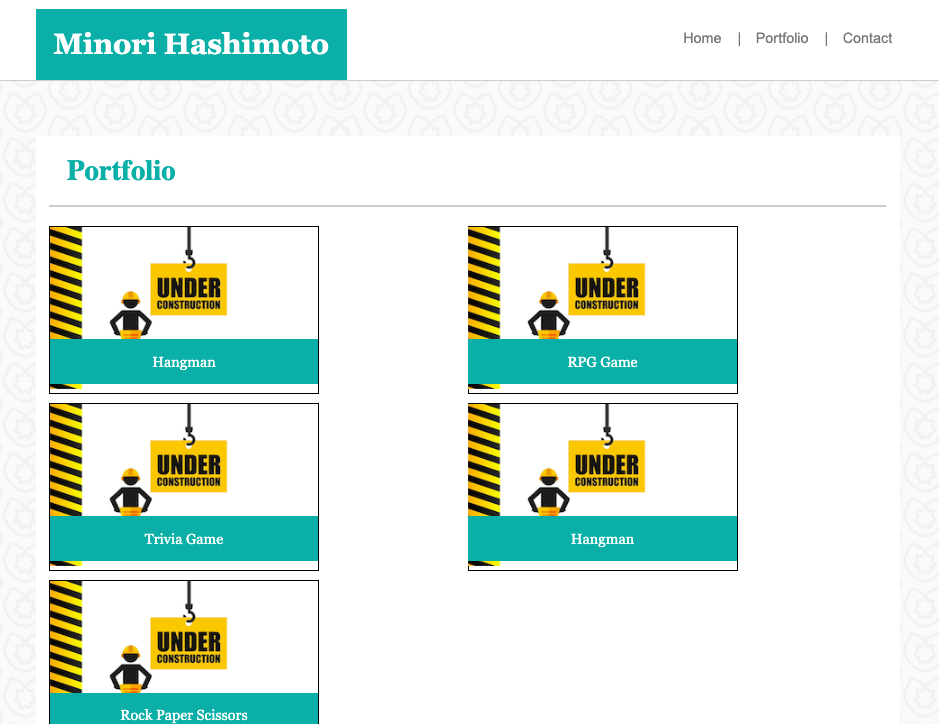 Minori Hashimoto
Home | Portfolio | Contact
Portfolio
UNDER
CONSTRUCTION
Hangman
UNDER
CONSTRUCTION
RPG Game
UNDER
CONSTRUCTION
Trivia Game
UNDER
CONSTRUCTION
Hangman
UNDER
CONSTRUCTION
Rock Paper Scissors